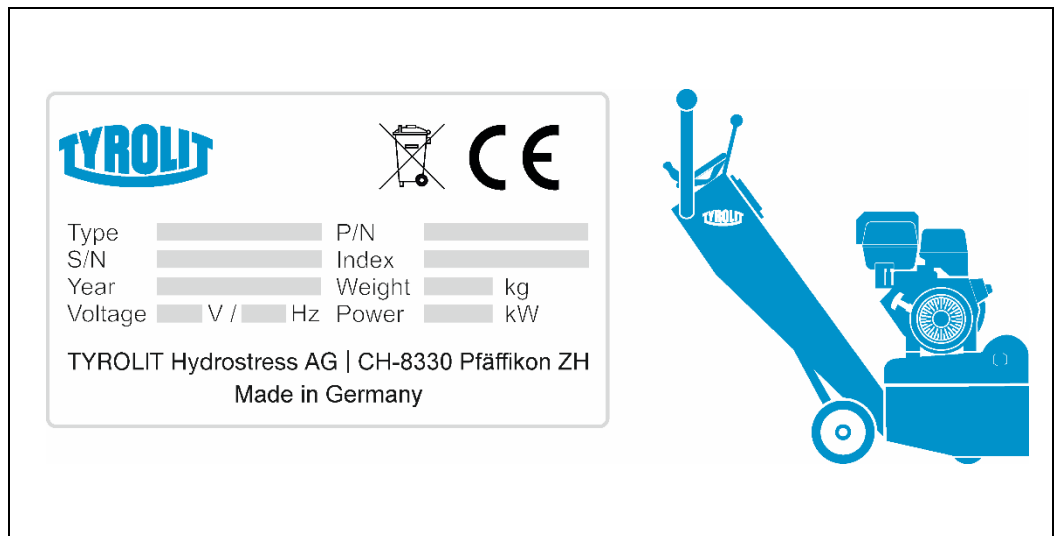 TYROLIT
CE
Type P/N
S/N Index
Year Weight kg
Voltage V / Hz Power kW
TYROLIT Hydrostress AG | CH-8330 Pfäffikon ZH
Made in Germany
TYROLIT